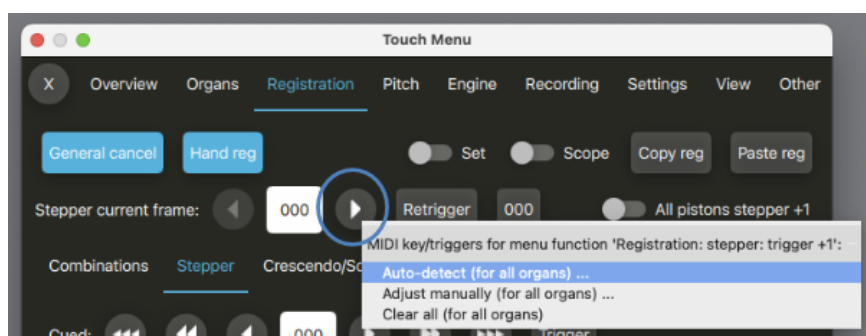 Touch Menu
X Overview Organs Registration Pitch Engine Recording Settings View Other
General cancel Hand reg Set Scope Copy reg Paste reg
Stepper current frame: 000 Retrigger 000 All pistons stepper +1
MIDI key/triggers for menu function 'Registration: stepper: trigger +1':
Combinations Stepper Crescendo/Sc
Auto-detect (for all organs) ...
Adjust manually (for all organs) ...
Clear all (for all organs)
Cued: 000 Trigger